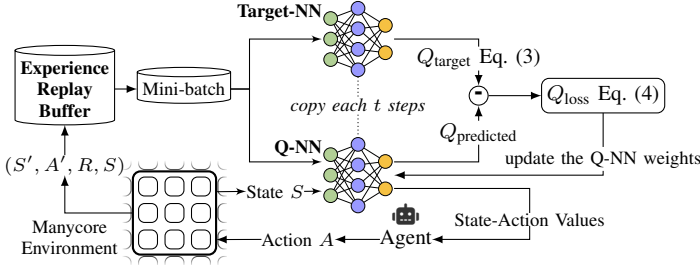 Target-NN
Experience
Replay
Buffer
Mini-batch
Q_target Eq. (3)
-
Q_loss Eq. (4)
copy each t steps
Q-NN
Q_predicted
update the Q-NN weights
(S′, A′, R, S)
State S
Manycore
Environment
Action A
Agent
State-Action Values